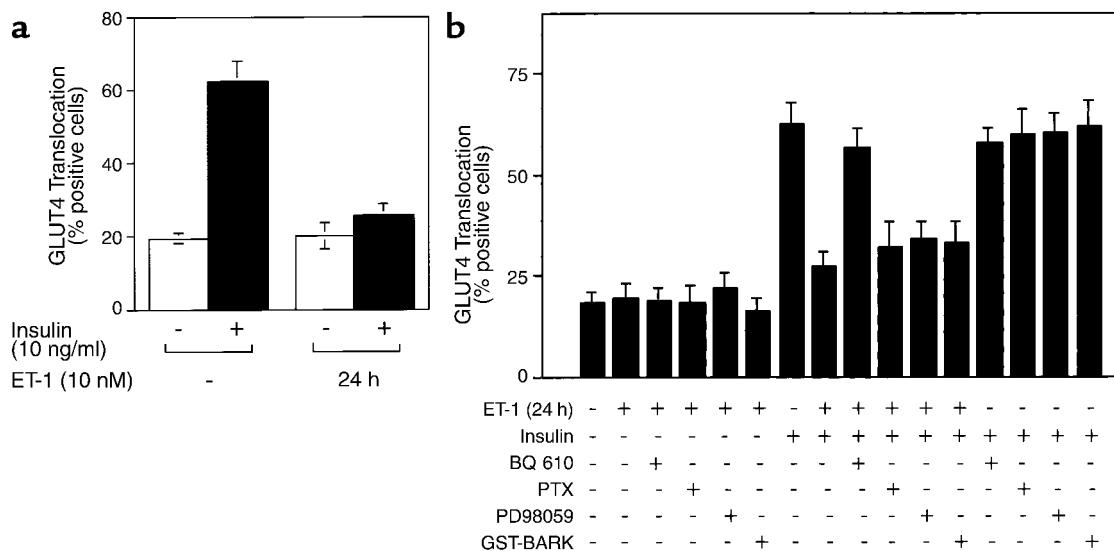 a
GLUT4 Translocation
(% positive cells)
80
60
40
20
0
Insulin - + - +
(10 ng/ml)
ET-1 (10 nM) - 24 h
b
GLUT4 Translocation
(% positive cells)
75
50
25
0
ET-1 (24 h) - + + + + + - + + + + + - - - -
Insulin - - - - - - + + + + + + + + + +
BQ 610 - - + - - - - - + - - - + - - -
PTX - - - + - - - - - + - - - + - -
PD98059 - - - - + - - - - - + - - - + -
GST-BARK - - - - - + - - - - - + - - - +